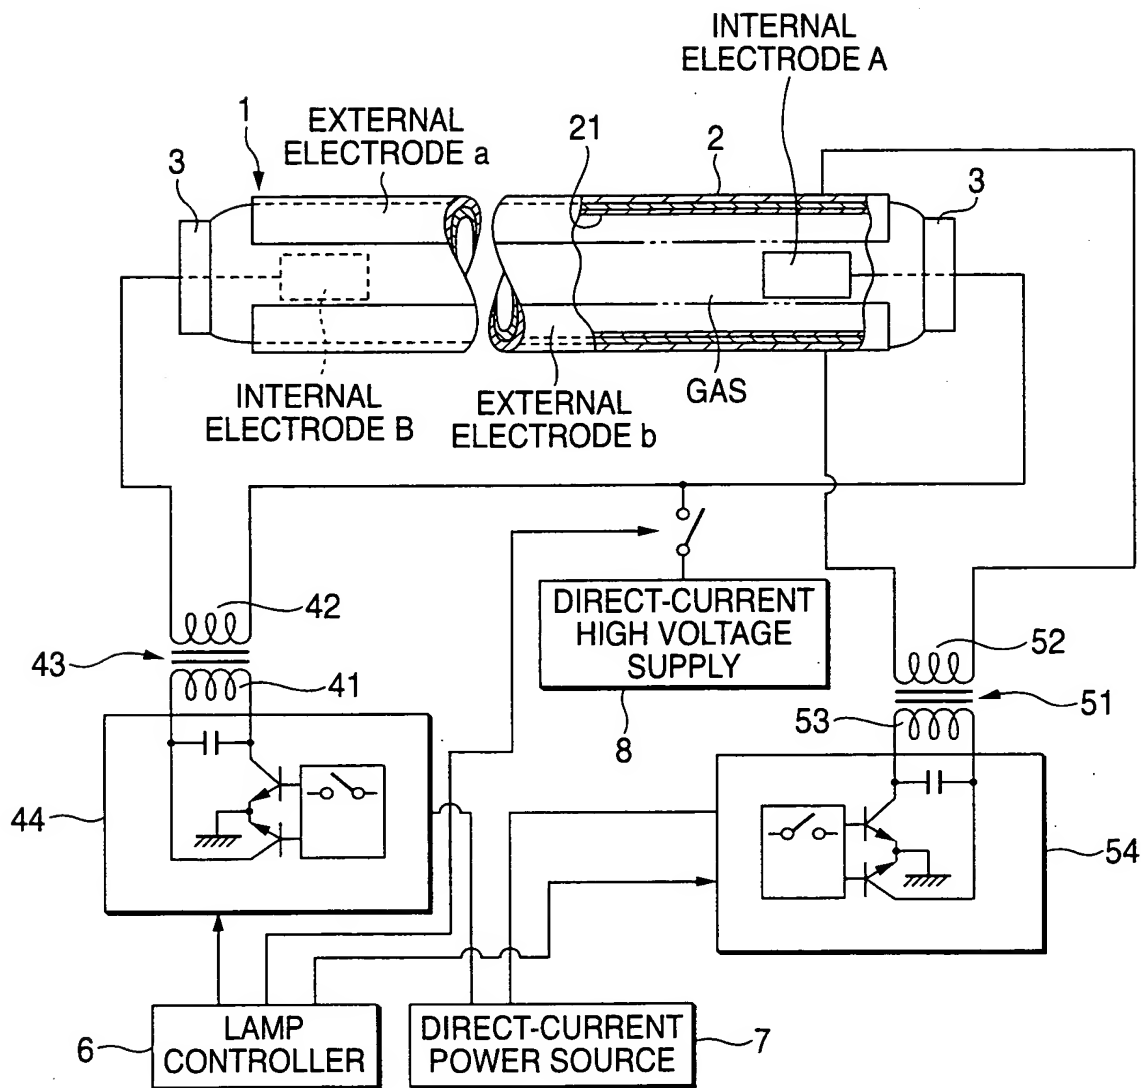 INTERNAL
ELECTRODE A
1
EXTERNAL
ELECTRODE a
21
2
3
3
INTERNAL
ELECTRODE B
EXTERNAL
ELECTRODE b
GAS
42
43
41
DIRECT-CURRENT
HIGH VOLTAGE
SUPPLY
8
52
51
53
44
54
6
LAMP
CONTROLLER
DIRECT-CURRENT
POWER SOURCE
7